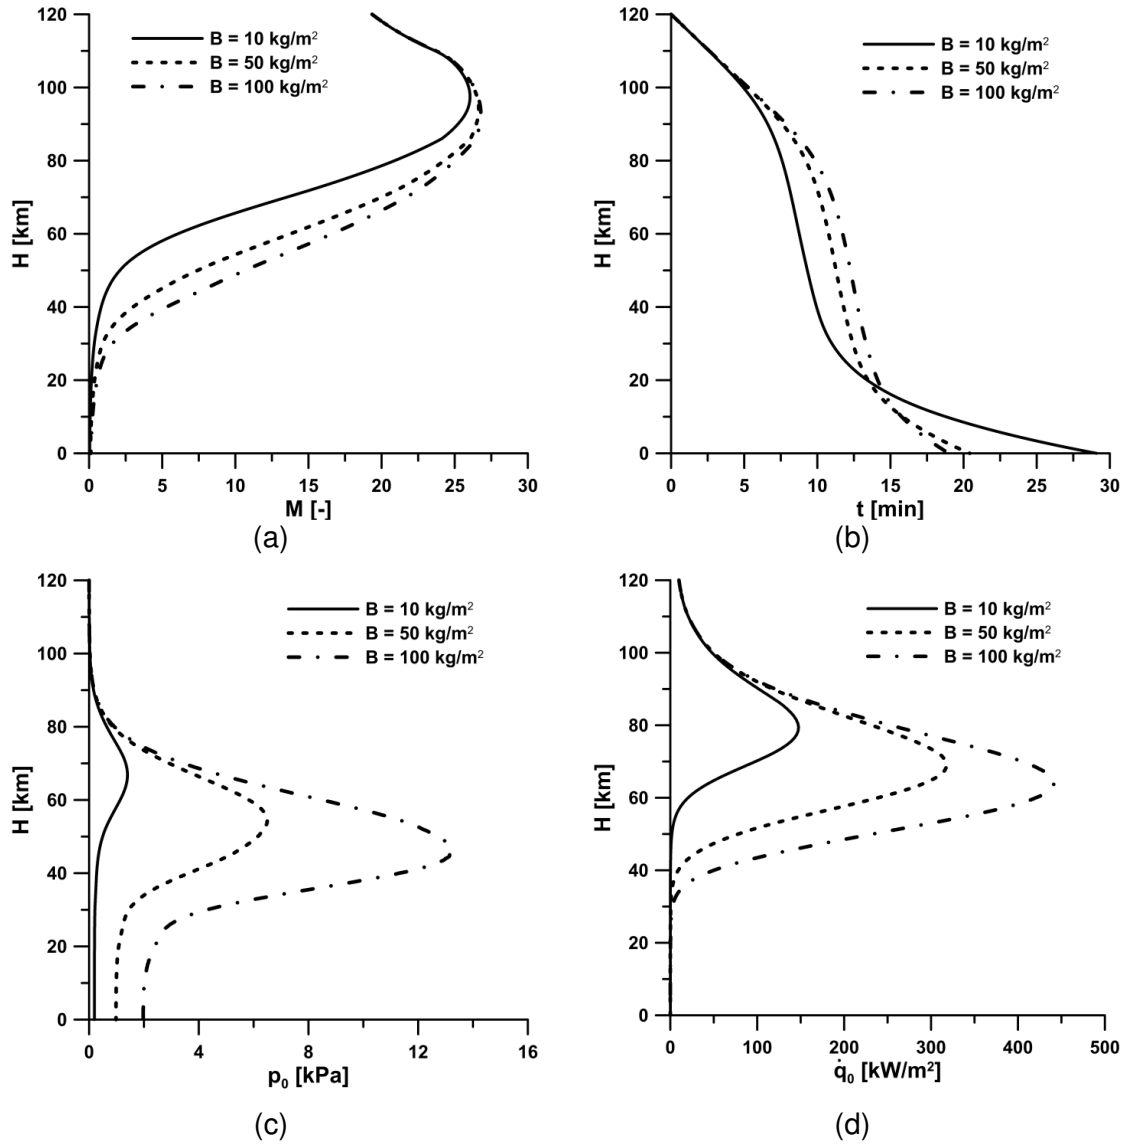 120
100
80
60
40
20
0
H [km]
B = 10 kg/m²
B = 50 kg/m²
B = 100 kg/m²
0 5 10 15 20 25 30
M [-]
(a)
120
100
80
60
40
20
0
H [km]
B = 10 kg/m²
B = 50 kg/m²
B = 100 kg/m²
0 5 10 15 20 25 30
t [min]
(b)
120
100
80
60
40
20
0
H [km]
B = 10 kg/m²
B = 50 kg/m²
B = 100 kg/m²
0 4 8 12 16
p₀ [kPa]
(c)
120
100
80
60
40
20
0
H [km]
B = 10 kg/m²
B = 50 kg/m²
B = 100 kg/m²
0 100 200 300 400 500
q̇₀ [kW/m²]
(d)